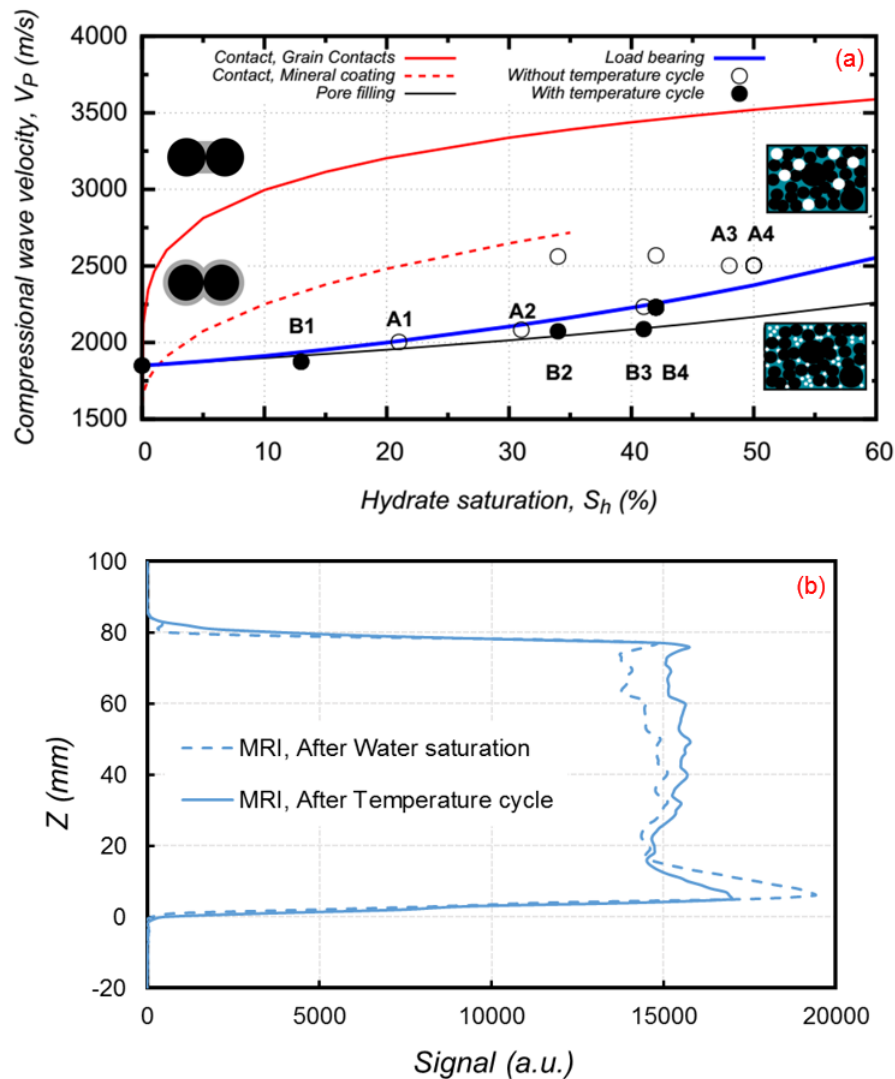 (a)
Compressional wave velocity, V_P (m/s)
4000
3500
3000
2500
2000
1500
Contact, Grain Contacts
Contact, Mineral coating
Pore filling
Load bearing
Without temperature cycle
With temperature cycle
A3 A4
B1 A1 A2
B2 B3 B4
0 10 20 30 40 50 60
Hydrate saturation, S_h (%)
(b)
Z (mm)
100
80
60
40
20
0
-20
MRI, After Water saturation
MRI, After Temperature cycle
0 5000 10000 15000 20000
Signal (a.u.)